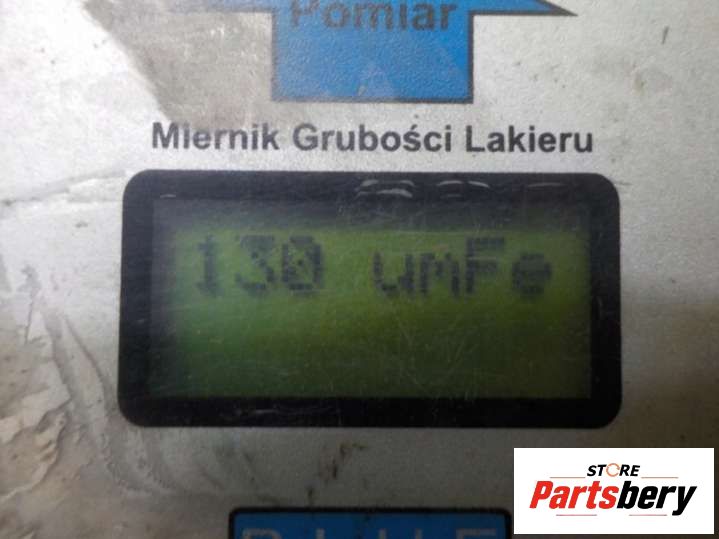 Pomiar
Miernik Grubości Lakieru
130 umFe
STORE
Partsbery